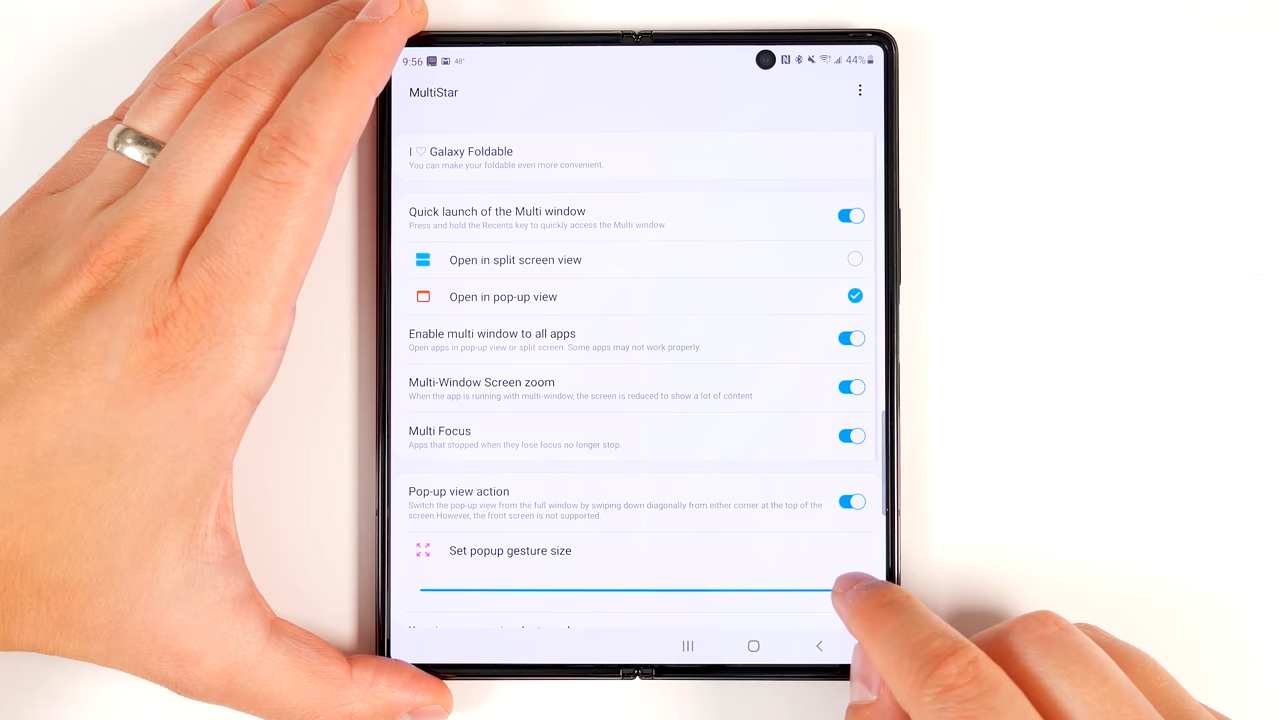 9:56 48° 44%
MultiStar
I ♡ Galaxy Foldable
You can make your foldable even more convenient.
Quick launch of the Multi window
Press and hold the Recents key to quickly access the Multi window.
Open in split screen view
Open in pop-up view
Enable multi window to all apps
Open apps in pop-up view or split screen. Some apps may not work properly.
Multi-Window Screen zoom
When the app is running with multi-window, the screen is reduced to show a lot of content.
Multi Focus
Apps that stopped when they lose focus no longer stop.
Pop-up view action
Switch the pop-up view from the full window by swiping down diagonally from either corner at the top of the
screen.However, the front screen is not supported.
Set popup gesture size